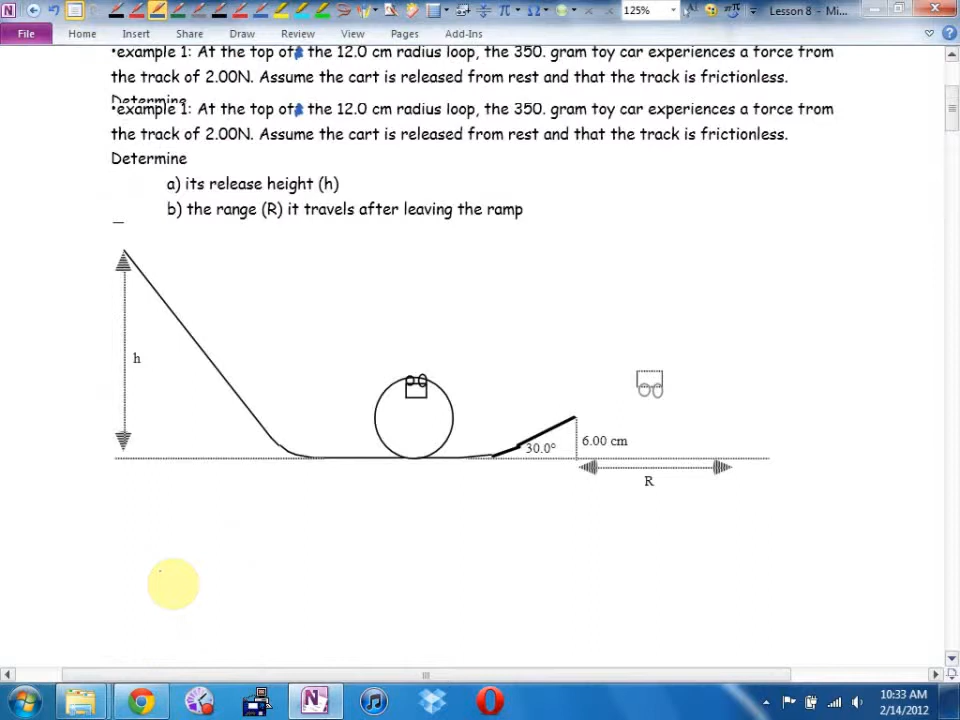 125%
Lesson 8 – Mi...
File Home Insert Share Draw Review View Pages Add-Ins
•example 1: At the top of the 12.0 cm radius loop, the 350. gram toy car experiences a force from
the track of 2.00N. Assume the cart is released from rest and that the track is frictionless.
Determine
•example 1: At the top of the 12.0 cm radius loop, the 350. gram toy car experiences a force from
the track of 2.00N. Assume the cart is released from rest and that the track is frictionless.
Determine
a) its release height (h)
b) the range (R) it travels after leaving the ramp
h
30.0°
6.00 cm
R
10:33 AM
2/14/2012